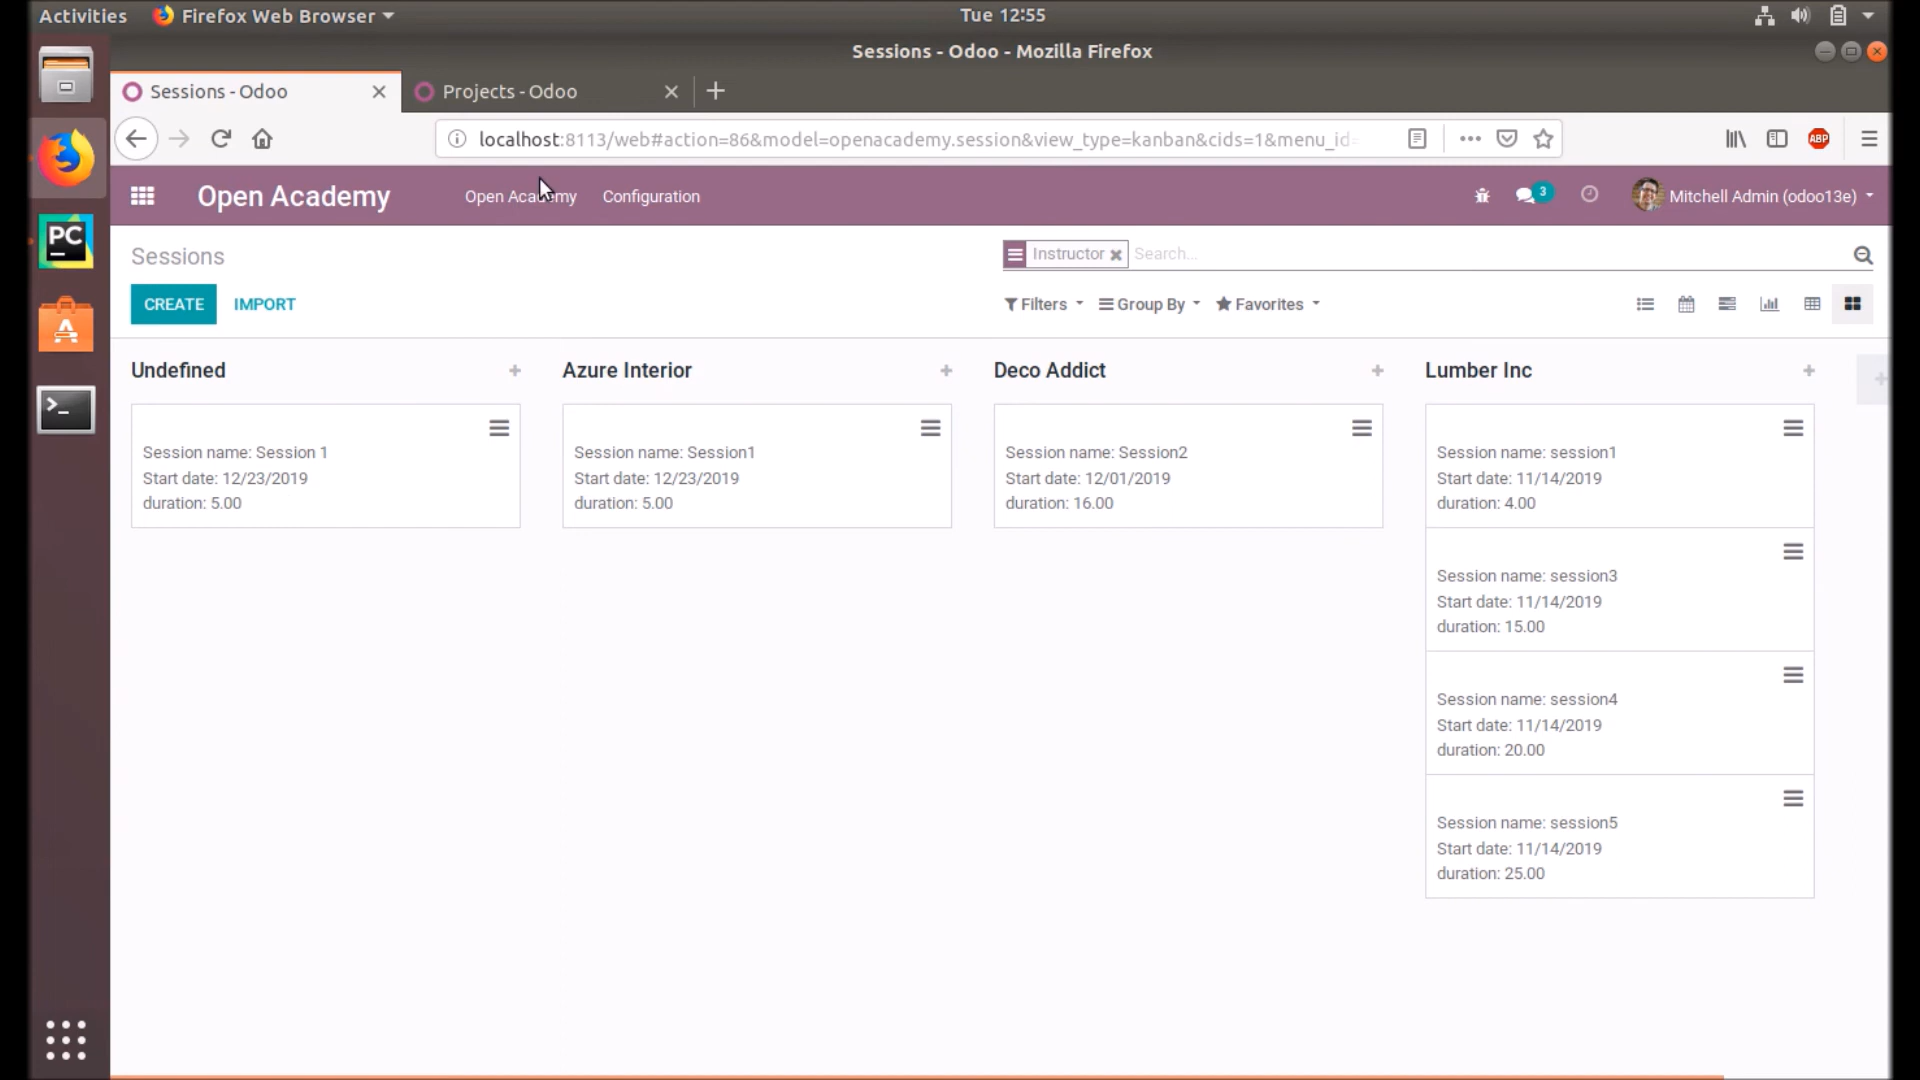 Activities Firefox Web Browser Tue 12:55
Sessions - Odoo - Mozilla Firefox
Sessions - Odoo Projects - Odoo
localhost:8113/web#action=86&model=openacademy.session&view_type=kanban&cids=1&menu_id= ABP
Open Academy Open Academy Configuration 3 Mitchell Admin (odoo13e)
Sessions Instructor Search...
CREATE IMPORT Filters Group By Favorites
Undefined Azure Interior Deco Addict Lumber Inc
Session name: Session 1
Start date: 12/23/2019
duration: 5.00
Session name: Session1
Start date: 12/23/2019
duration: 5.00
Session name: Session2
Start date: 12/01/2019
duration: 16.00
Session name: session1
Start date: 11/14/2019
duration: 4.00
Session name: session3
Start date: 11/14/2019
duration: 15.00
Session name: session4
Start date: 11/14/2019
duration: 20.00
Session name: session5
Start date: 11/14/2019
duration: 25.00
PC